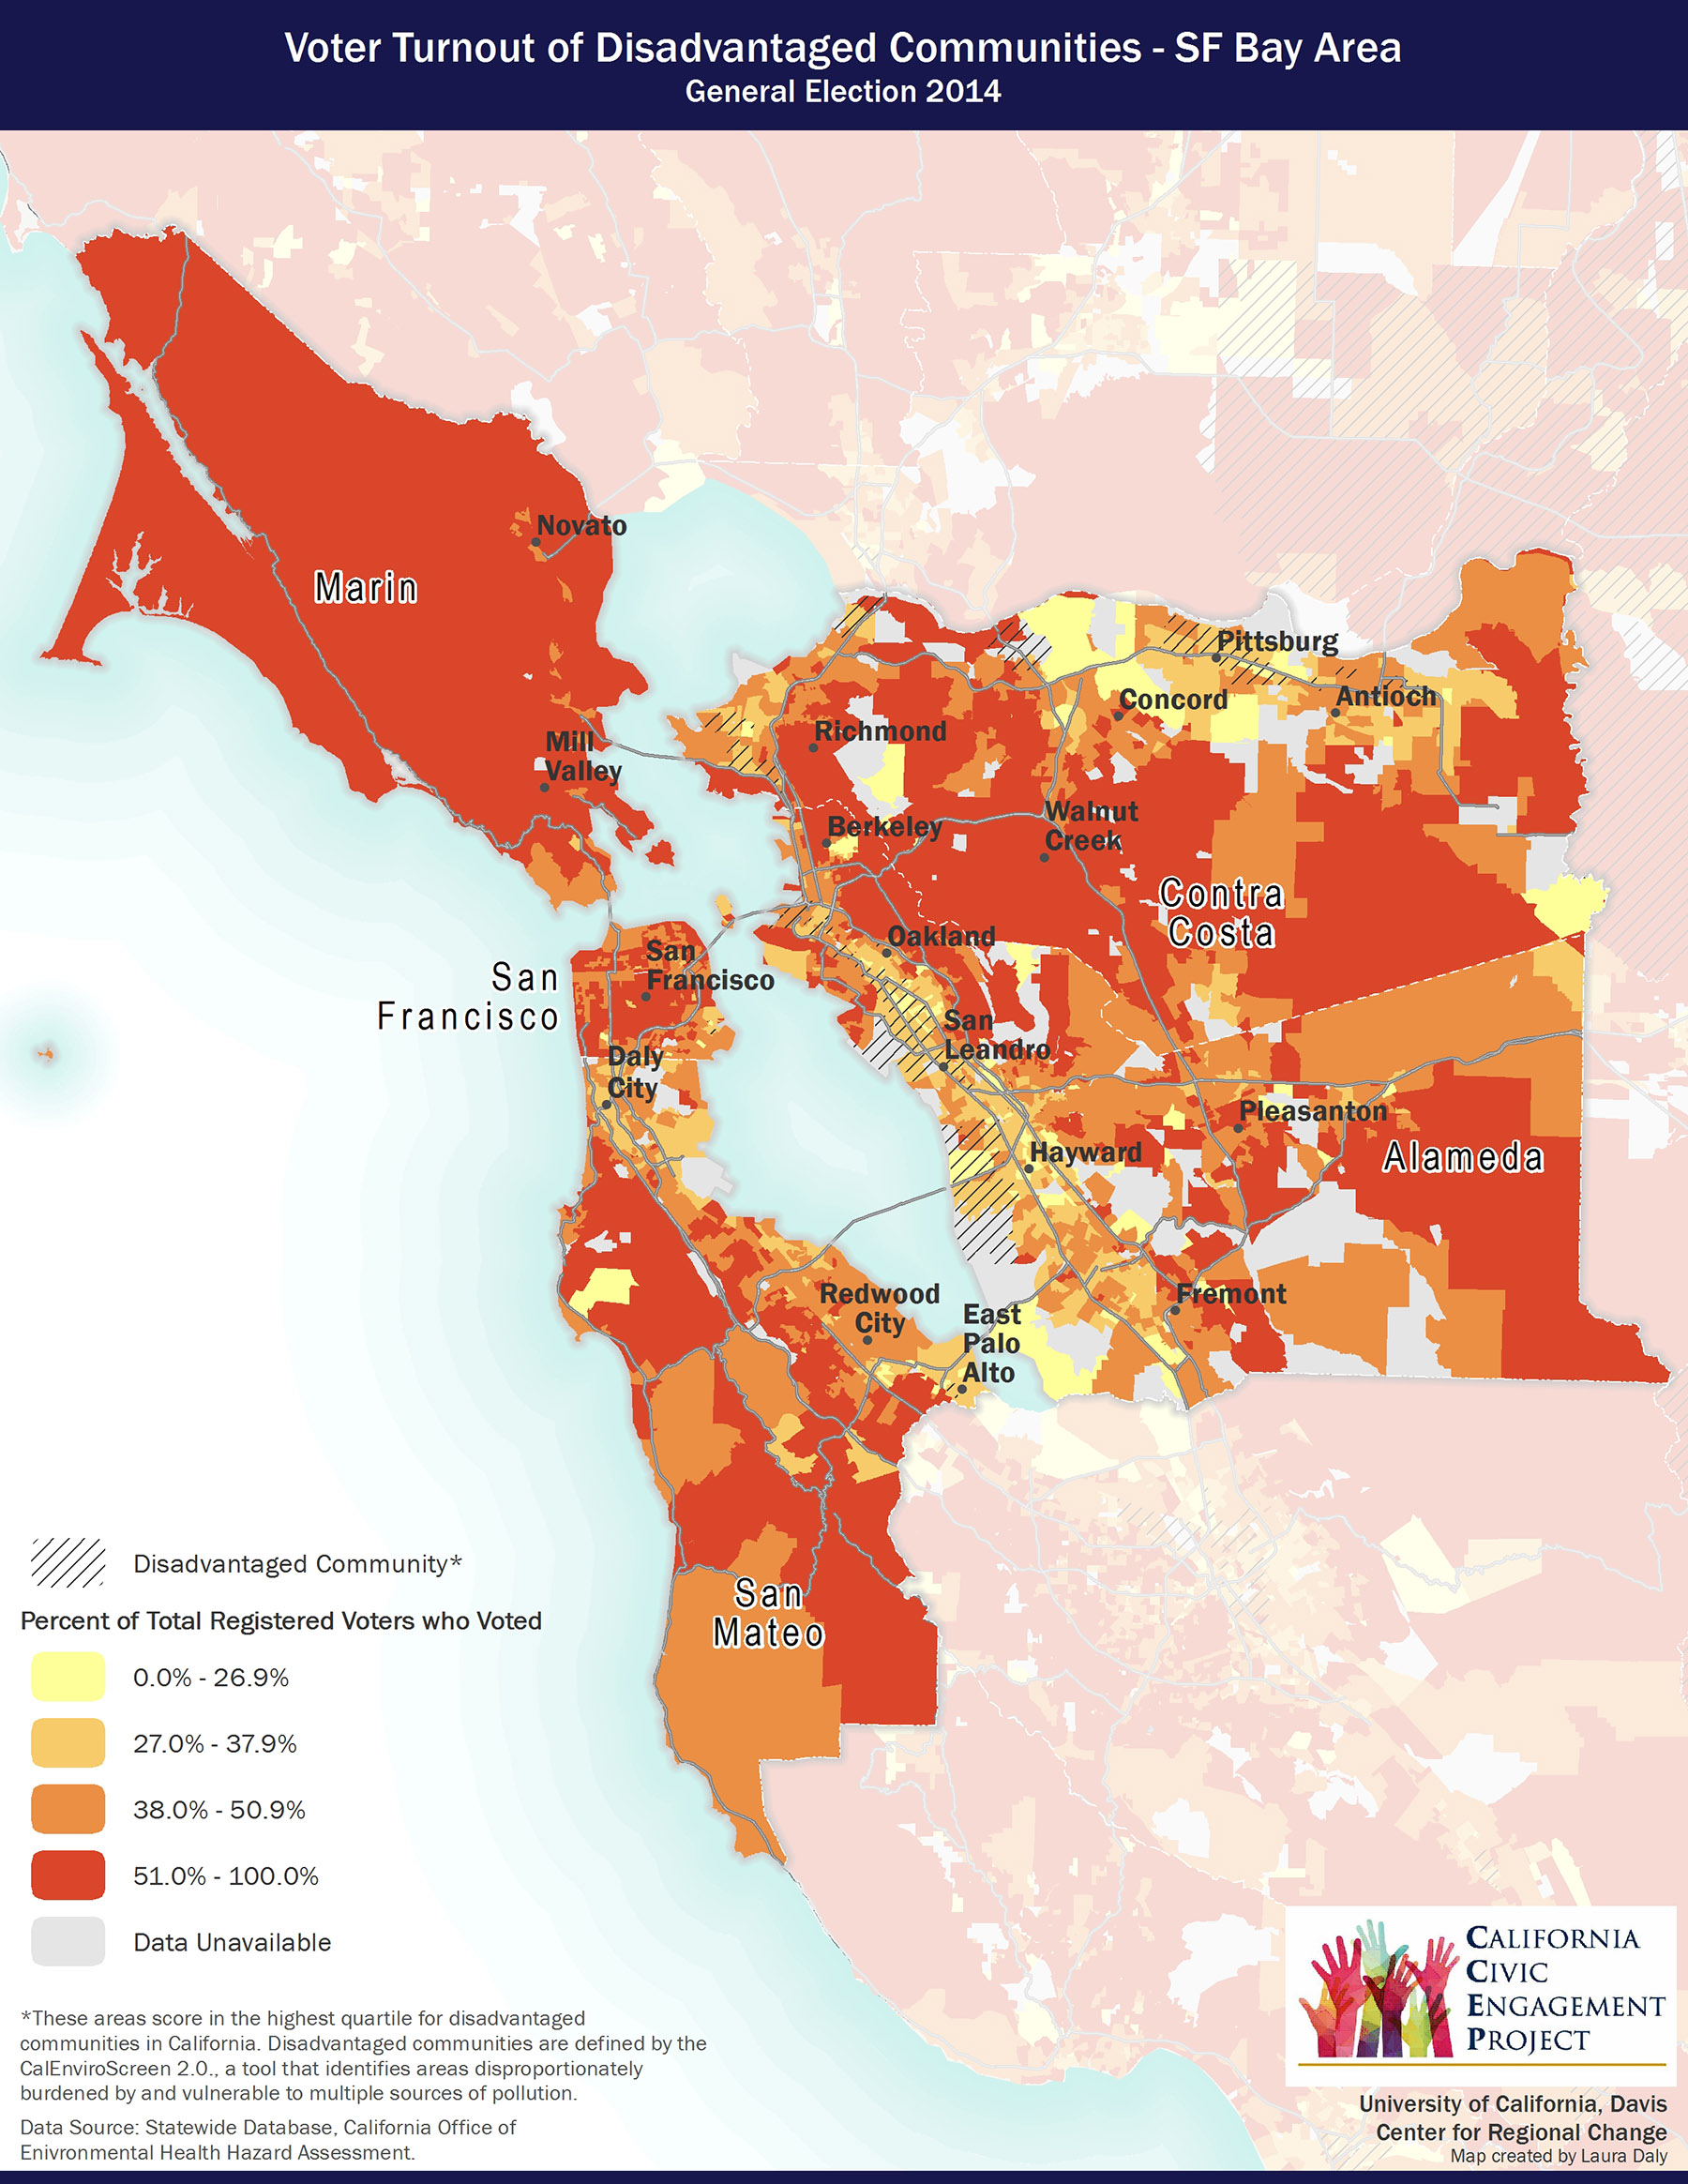 Voter Turnout of Disadvantaged Communities - SF Bay Area
General Election 2014
Novato
Marin
Pittsburg
Concord
Antioch
Richmond
Mill
Valley
Walnut
Creek
Berkeley
Contra
Costa
Oakland
San
Francisco
San
Francisco
San
Leandro
Daly
City
Pleasanton
Hayward
Alameda
Redwood
City
Fremont
East
Palo
Alto
San
Mateo
Disadvantaged Community*
Percent of Total Registered Voters who Voted
0.0% - 26.9%
27.0% - 37.9%
38.0% - 50.9%
51.0% - 100.0%
Data Unavailable
*These areas score in the highest quartile for disadvantaged
communities in California. Disadvantaged communities are defined by the
CalEnviroScreen 2.0., a tool that identifies areas disproportionately
burdened by and vulnerable to multiple sources of pollution.
Data Source: Statewide Database, California Office of
Enivronmental Health Hazard Assessment.
CALIFORNIA
CIVIC
ENGAGEMENT
PROJECT
University of California, Davis
Center for Regional Change
Map created by Laura Daly